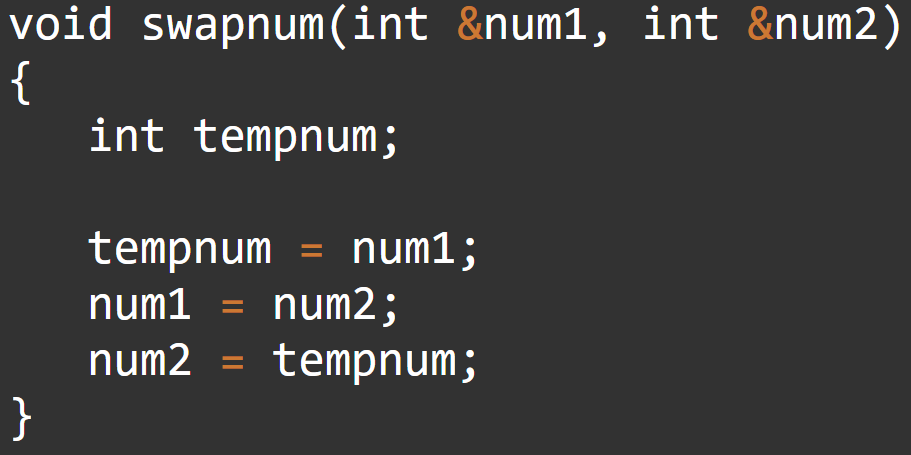 void swapnum(int &num1, int &num2)
{
   int tempnum;

   tempnum = num1;
   num1 = num2;
   num2 = tempnum;
}